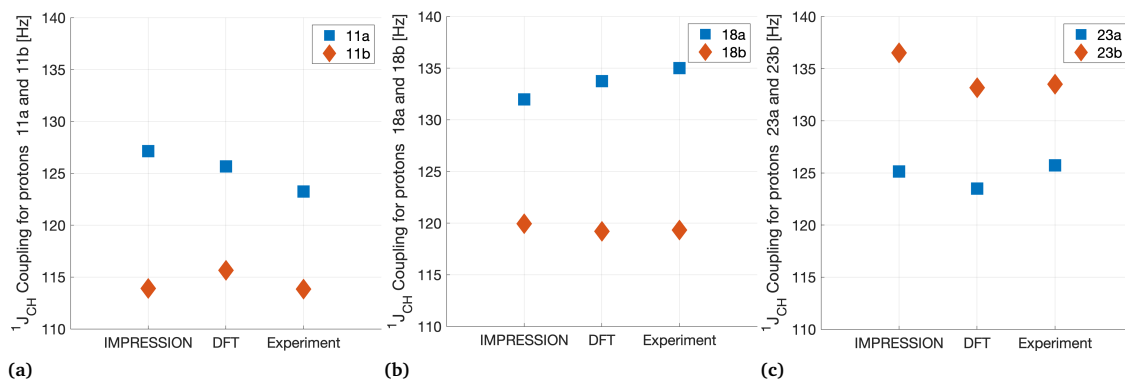 140
135
130
125
120
115
110
¹J_CH Coupling for protons 11a and 11b [Hz]
11a
11b
IMPRESSION DFT Experiment
(a)
140
135
130
125
120
115
110
¹J_CH Coupling for protons 18a and 18b [Hz]
18a
18b
IMPRESSION DFT Experiment
(b)
140
135
130
125
120
115
110
¹J_CH Coupling for protons 23a and 23b [Hz]
23a
23b
IMPRESSION DFT Experiment
(c)